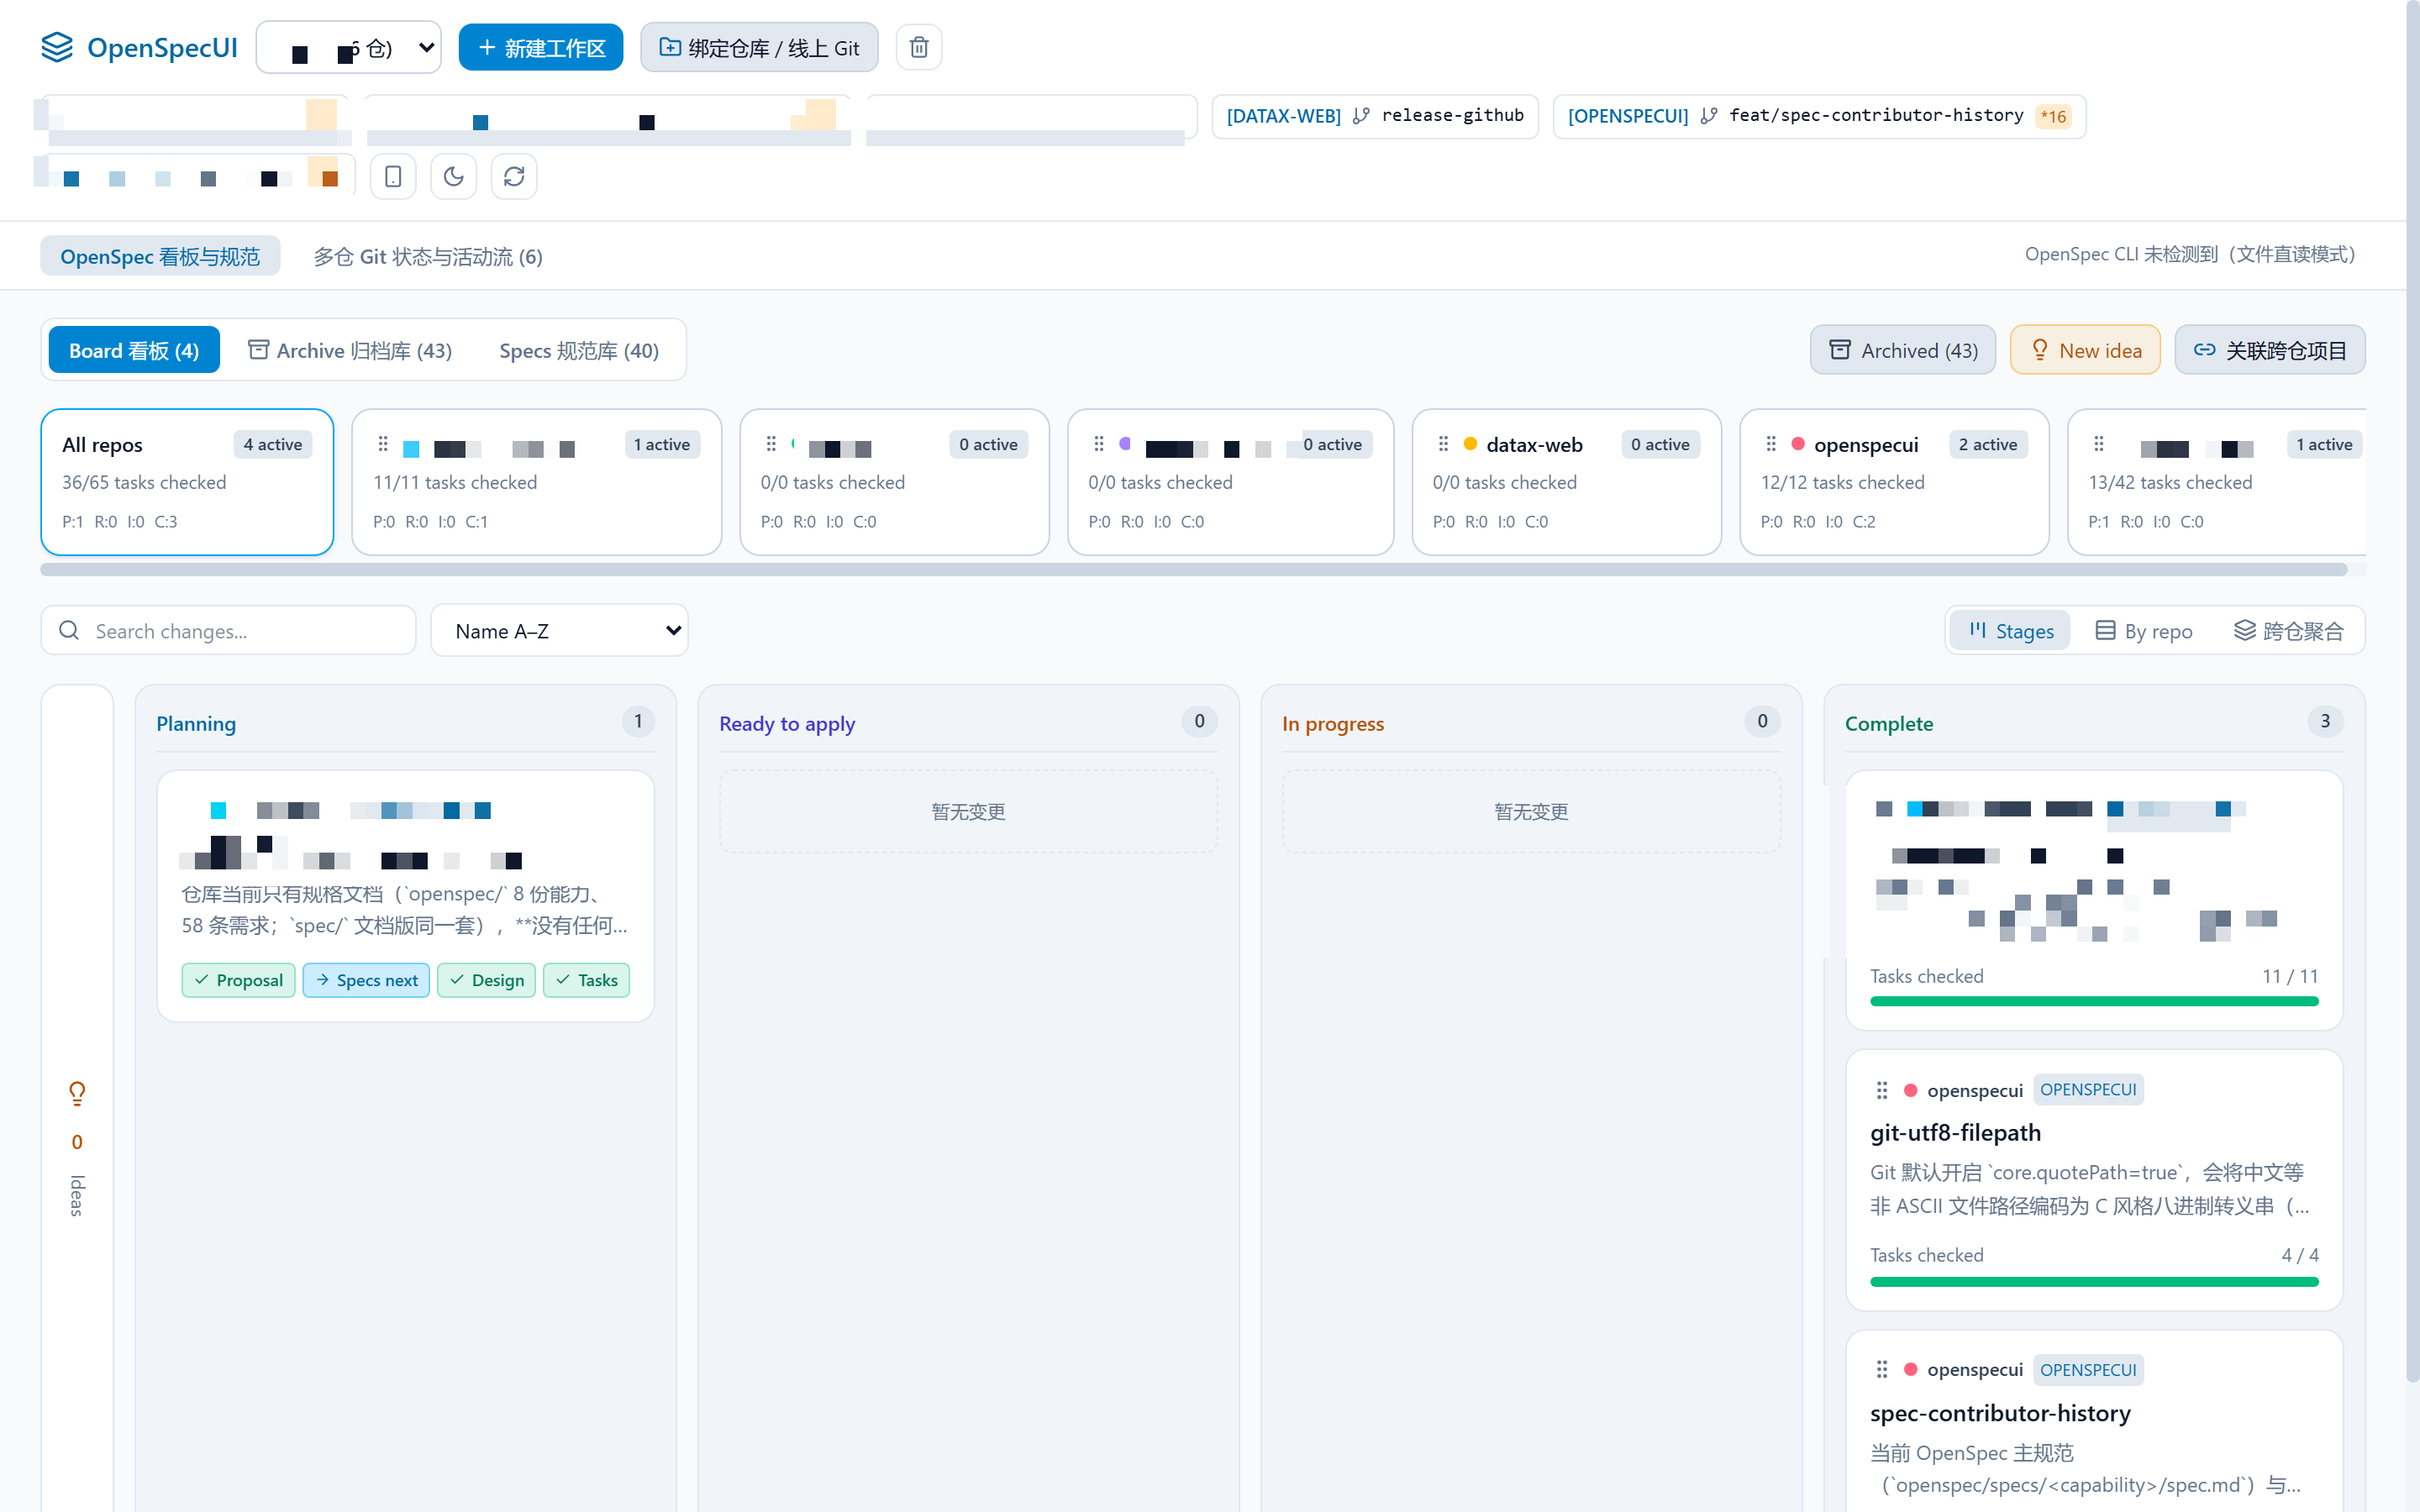 OpenSpecUI
6 仓)
新建工作区
绑定仓库 / 线上 Git
[DATAX-WEB] release-github
[OPENSPECUI] feat/spec-contributor-history *16
OpenSpec 看板与规范
多仓 Git 状态与活动流 (6)
OpenSpec CLI 未检测到（文件直读模式）
Board 看板 (4)
Archive 归档库 (43)
Specs 规范库 (40)
Archived (43)
New idea
关联跨仓项目
All repos 4 active
36/65 tasks checked
P:1 R:0 I:0 C:3
1 active
11/11 tasks checked
P:0 R:0 I:0 C:1
0 active
0/0 tasks checked
P:0 R:0 I:0 C:0
0 active
0/0 tasks checked
P:0 R:0 I:0 C:0
datax-web 0 active
0/0 tasks checked
P:0 R:0 I:0 C:0
openspecui 2 active
12/12 tasks checked
P:0 R:0 I:0 C:2
1 active
13/42 tasks checked
P:1 R:0 I:0 C:0
Search changes...
Name A–Z
Stages
By repo
跨仓聚合
0
Ideas
Planning 1
仓库当前只有规格文档（`openspec/` 8 份能力、
58 条需求；`spec/` 文档版同一套），**没有任何...
Proposal
Specs next
Design
Tasks
Ready to apply 0
暂无变更
In progress 0
暂无变更
Complete 3
Tasks checked 11 / 11
openspecui OPENSPECUI
git-utf8-filepath
Git 默认开启 `core.quotePath=true`，会将中文等
非 ASCII 文件路径编码为 C 风格八进制转义串（...
Tasks checked 4 / 4
openspecui OPENSPECUI
spec-contributor-history
当前 OpenSpec 主规范
（`openspec/specs/<capability>/spec.md`）与...